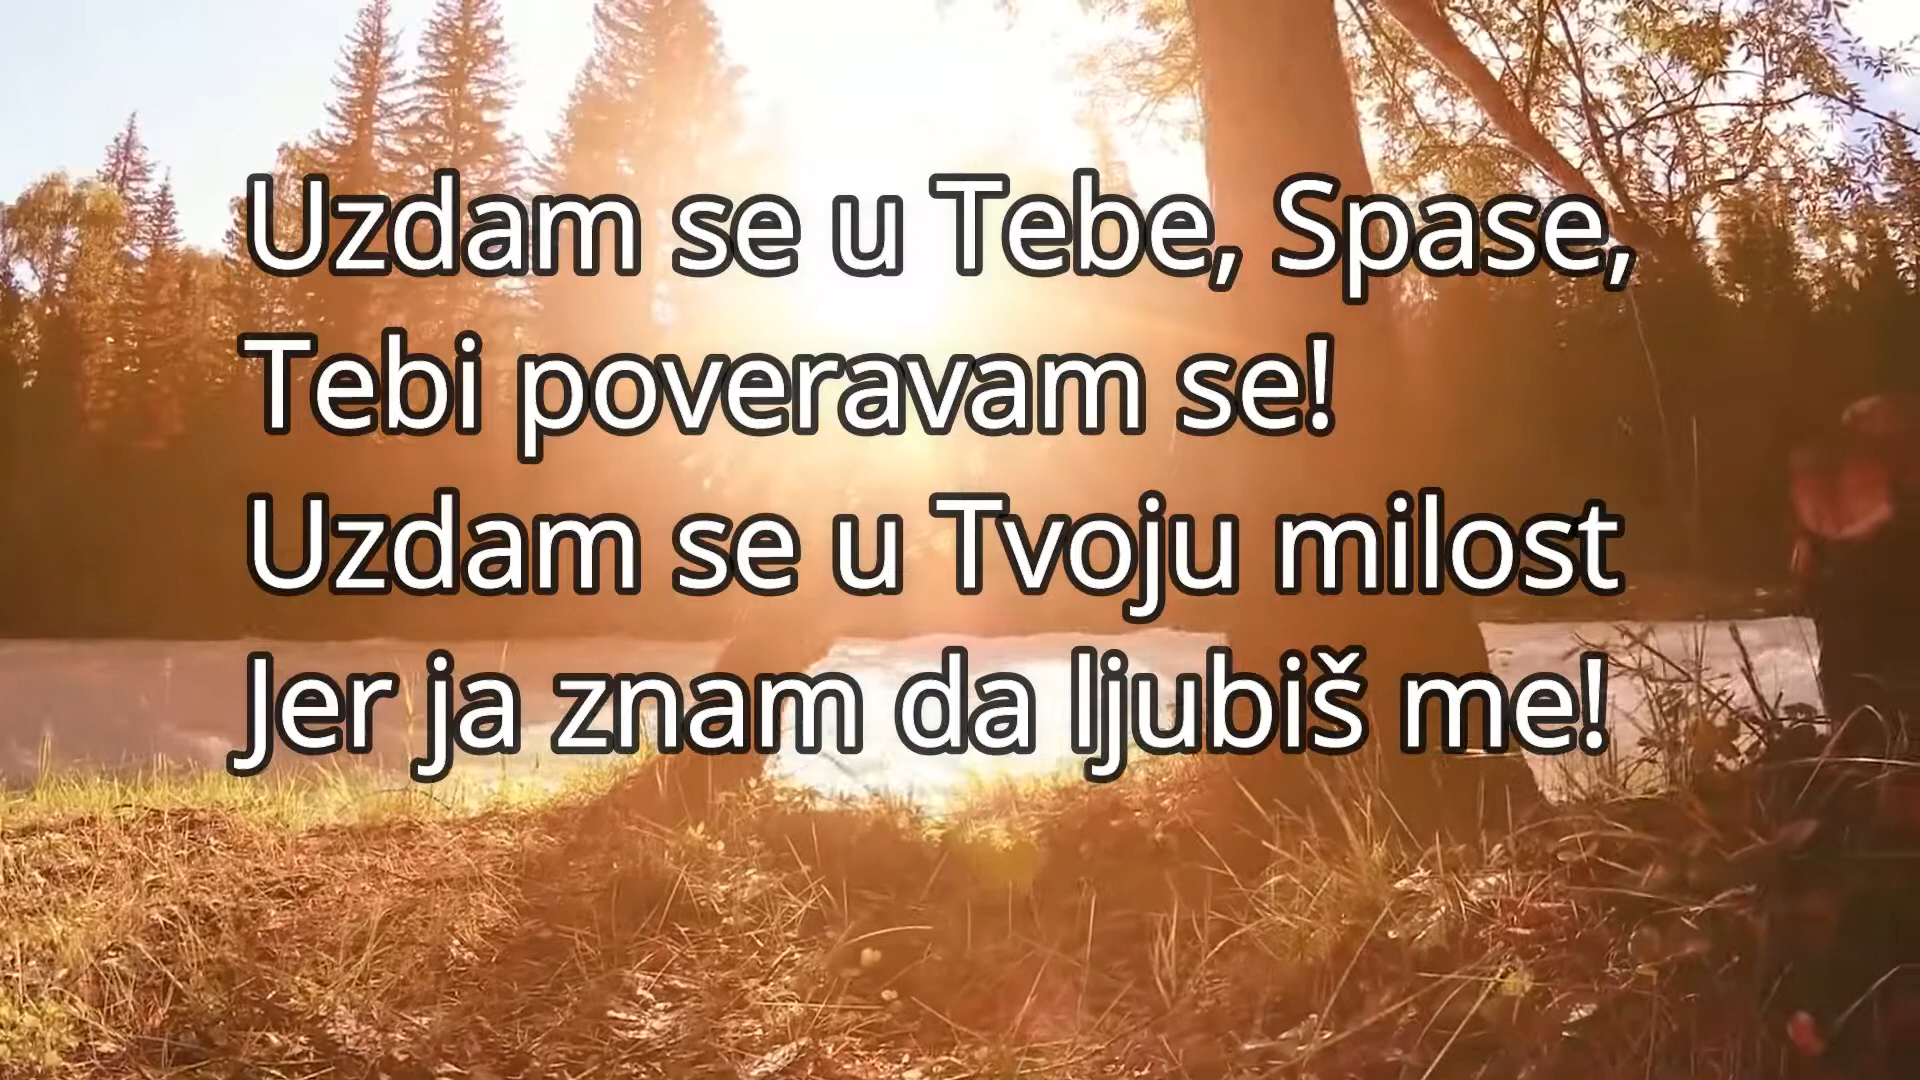 Uzdam se u Tebe, Spase,
Tebi poveravam se!
Uzdam se u Tvoju milost
Jer ja znam da ljubiš me!